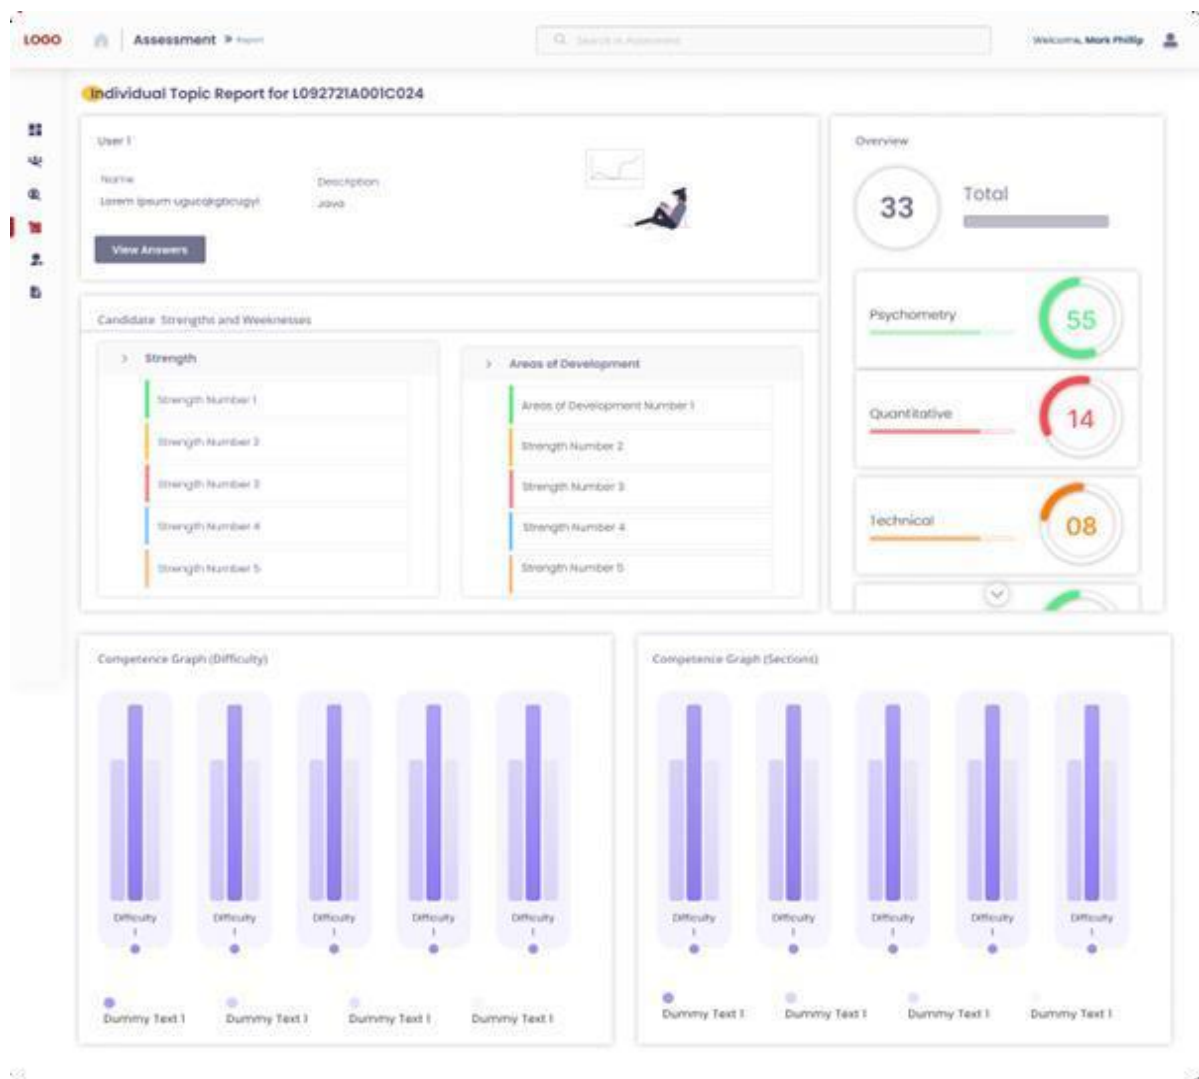 LOGO
Assessment » Report
Search in Assessment
Welcome, Mark Phillip
Individual Topic Report for L092721A001C024
User 1
Name
Description
Lorem ipsum
Java
View Answers
Overview
33
Total
Psychometry
55
Quantitative
14
Technical
08
Candidate Strengths and Weeknesses
Strength
Strength Number 1
Strength Number 2
Strength Number 3
Strength Number 4
Strength Number 5
Areas of Development
Areas of Development Number 1
Strength Number 2
Strength Number 3
Strength Number 4
Strength Number 5
Competence Graph (Difficulty)
Difficulty Difficulty Difficulty Difficulty Difficulty
1 1 1 1 1
Dummy Text 1 Dummy Text 1 Dummy Text 1 Dummy Text 1
Competence Graph (Sections)
Difficulty Difficulty Difficulty Difficulty Difficulty
1 1 1 1 1
Dummy Text 1 Dummy Text 1 Dummy Text 1 Dummy Text 1